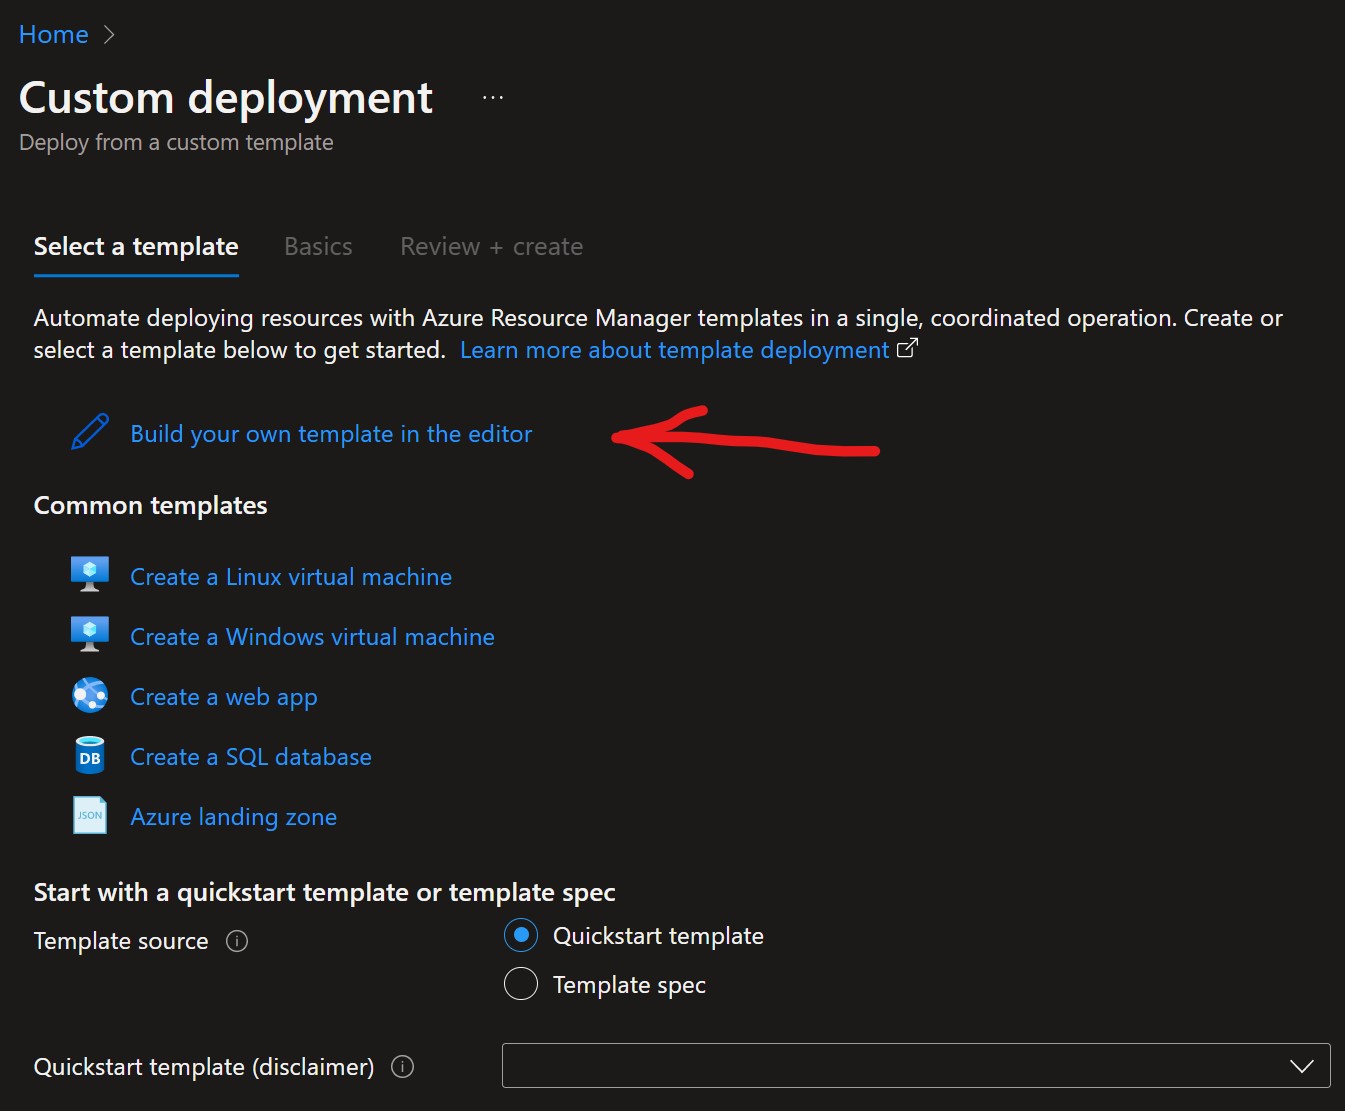 Home
Custom deployment ...
Deploy from a custom template
Select a template Basics Review + create
Automate deploying resources with Azure Resource Manager templates in a single, coordinated operation. Create or
select a template below to get started. Learn more about template deployment
Build your own template in the editor
Common templates
Create a Linux virtual machine
Create a Windows virtual machine
Create a web app
DB Create a SQL database
JSON Azure landing zone
Start with a quickstart template or template spec
Template source Quickstart template
Template spec
Quickstart template (disclaimer)